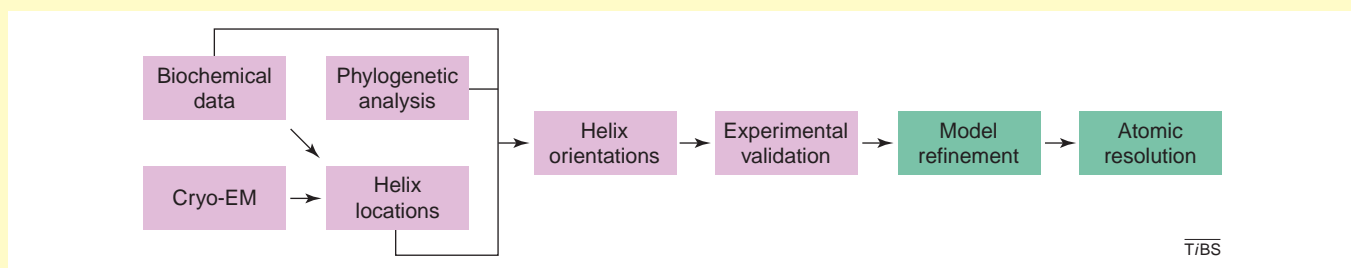 Biochemical
data
Phylogenetic
analysis
Cryo-EM
Helix
locations
Helix
orientations
Experimental
validation
Model
refinement
Atomic
resolution
TiBS